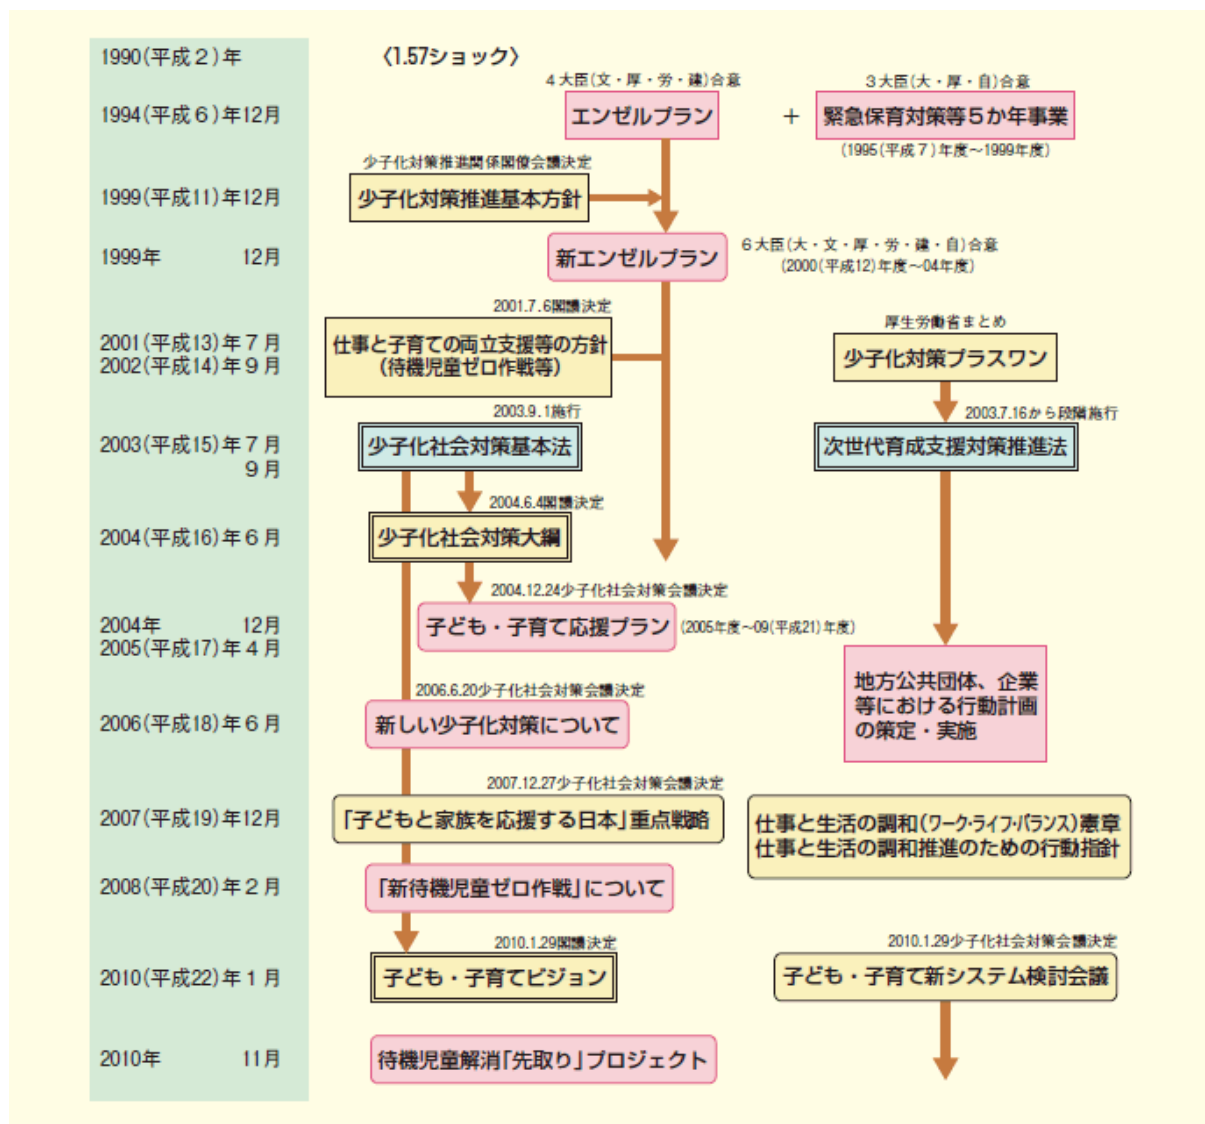 1990(平成2)年
〈1.57ショック〉
4大臣(文・厚・労・建)合意
3大臣(大・厚・自)合意
1994(平成6)年12月
エンゼルプラン
+
緊急保育対策等5か年事業
(1995(平成7)年度～1999年度)
少子化対策推進関係閣僚会議決定
1999(平成11)年12月
少子化対策推進基本方針
1999年 12月
新エンゼルプラン
6大臣(大・文・厚・労・建・自)合意
(2000(平成12)年度～04年度)
2001.7.6閣議決定
厚生労働省まとめ
2001(平成13)年7月
2002(平成14)年9月
仕事と子育ての両立支援等の方針
(待機児童ゼロ作戦等)
少子化対策プラスワン
2003.9.1施行
2003.7.16から段階施行
2003(平成15)年7月
9月
少子化社会対策基本法
次世代育成支援対策推進法
2004.6.4閣議決定
2004(平成16)年6月
少子化社会対策大綱
2004.12.24少子化社会対策会議決定
2004年 12月
2005(平成17)年4月
子ども・子育て応援プラン
(2005年度～09(平成21)年度)
地方公共団体、企業
等における行動計画
の策定・実施
2006.6.20少子化社会対策会議決定
2006(平成18)年6月
新しい少子化対策について
2007.12.27少子化社会対策会議決定
2007(平成19)年12月
「子どもと家族を応援する日本」重点戦略
仕事と生活の調和(ワーク・ライフ・バランス)憲章
仕事と生活の調和推進のための行動指針
2008(平成20)年2月
「新待機児童ゼロ作戦」について
2010.1.29閣議決定
2010.1.29少子化社会対策会議決定
2010(平成22)年1月
子ども・子育てビジョン
子ども・子育て新システム検討会議
2010年 11月
待機児童解消「先取り」プロジェクト